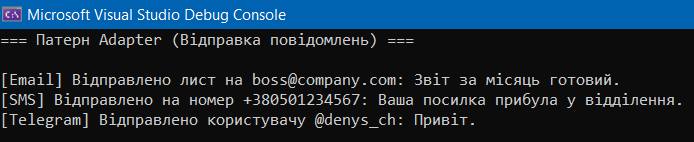 Microsoft Visual Studio Debug Console
=== Патерн Adapter (Відправка повідомлень) ===
[Email] Відправлено лист на boss@company.com: Звіт за місяць готовий.
[SMS] Відправлено на номер +380501234567: Ваша посилка прибула у відділення.
[Telegram] Відправлено користувачу @denys_ch: Привіт.